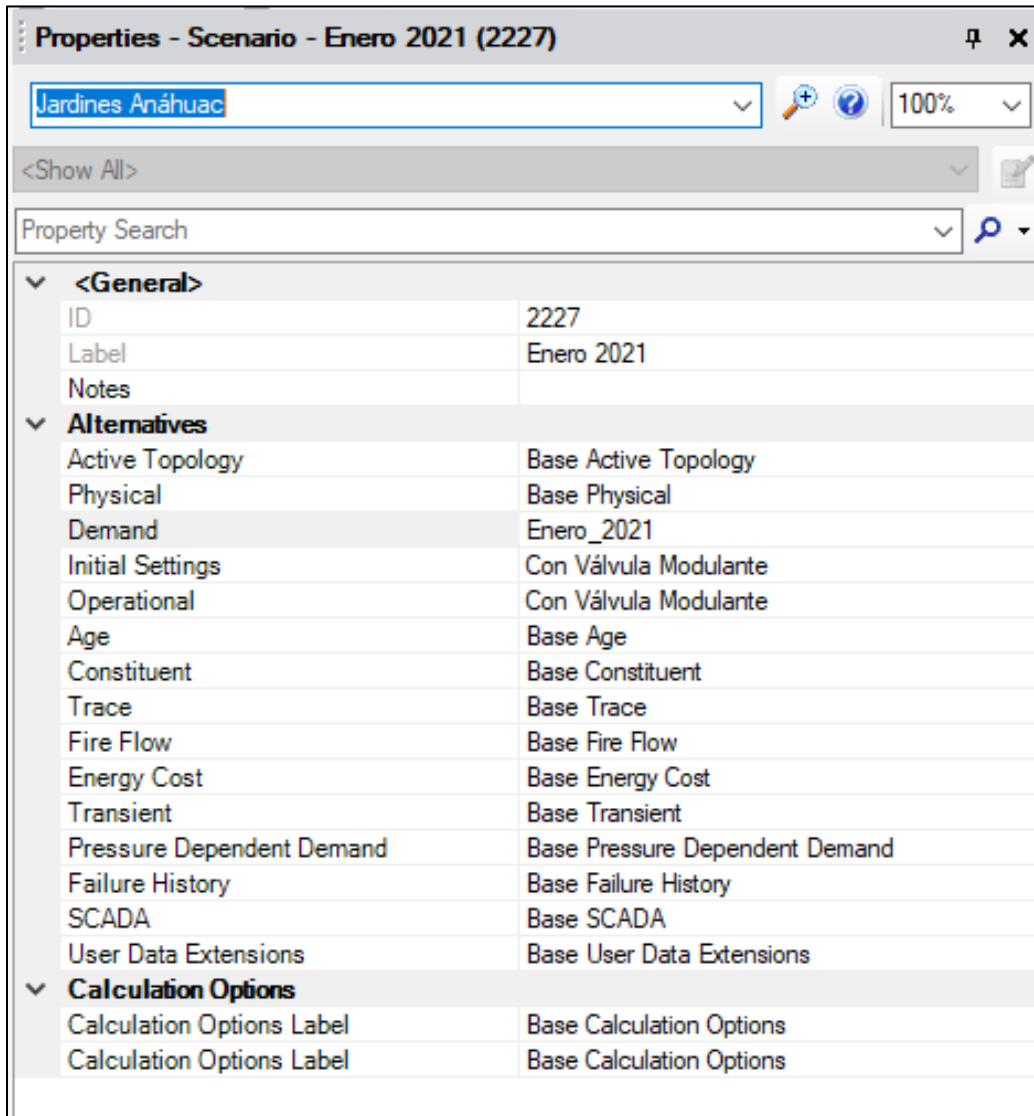 Properties - Scenario - Enero 2021 (2227)
Jardines Anáhuac 100%
<Show All>
Property Search
<General>
ID 2227
Label Enero 2021
Notes
Alternatives
Active Topology Base Active Topology
Physical Base Physical
Demand Enero_2021
Initial Settings Con Válvula Modulante
Operational Con Válvula Modulante
Age Base Age
Constituent Base Constituent
Trace Base Trace
Fire Flow Base Fire Flow
Energy Cost Base Energy Cost
Transient Base Transient
Pressure Dependent Demand Base Pressure Dependent Demand
Failure History Base Failure History
SCADA Base SCADA
User Data Extensions Base User Data Extensions
Calculation Options
Calculation Options Label Base Calculation Options
Calculation Options Label Base Calculation Options